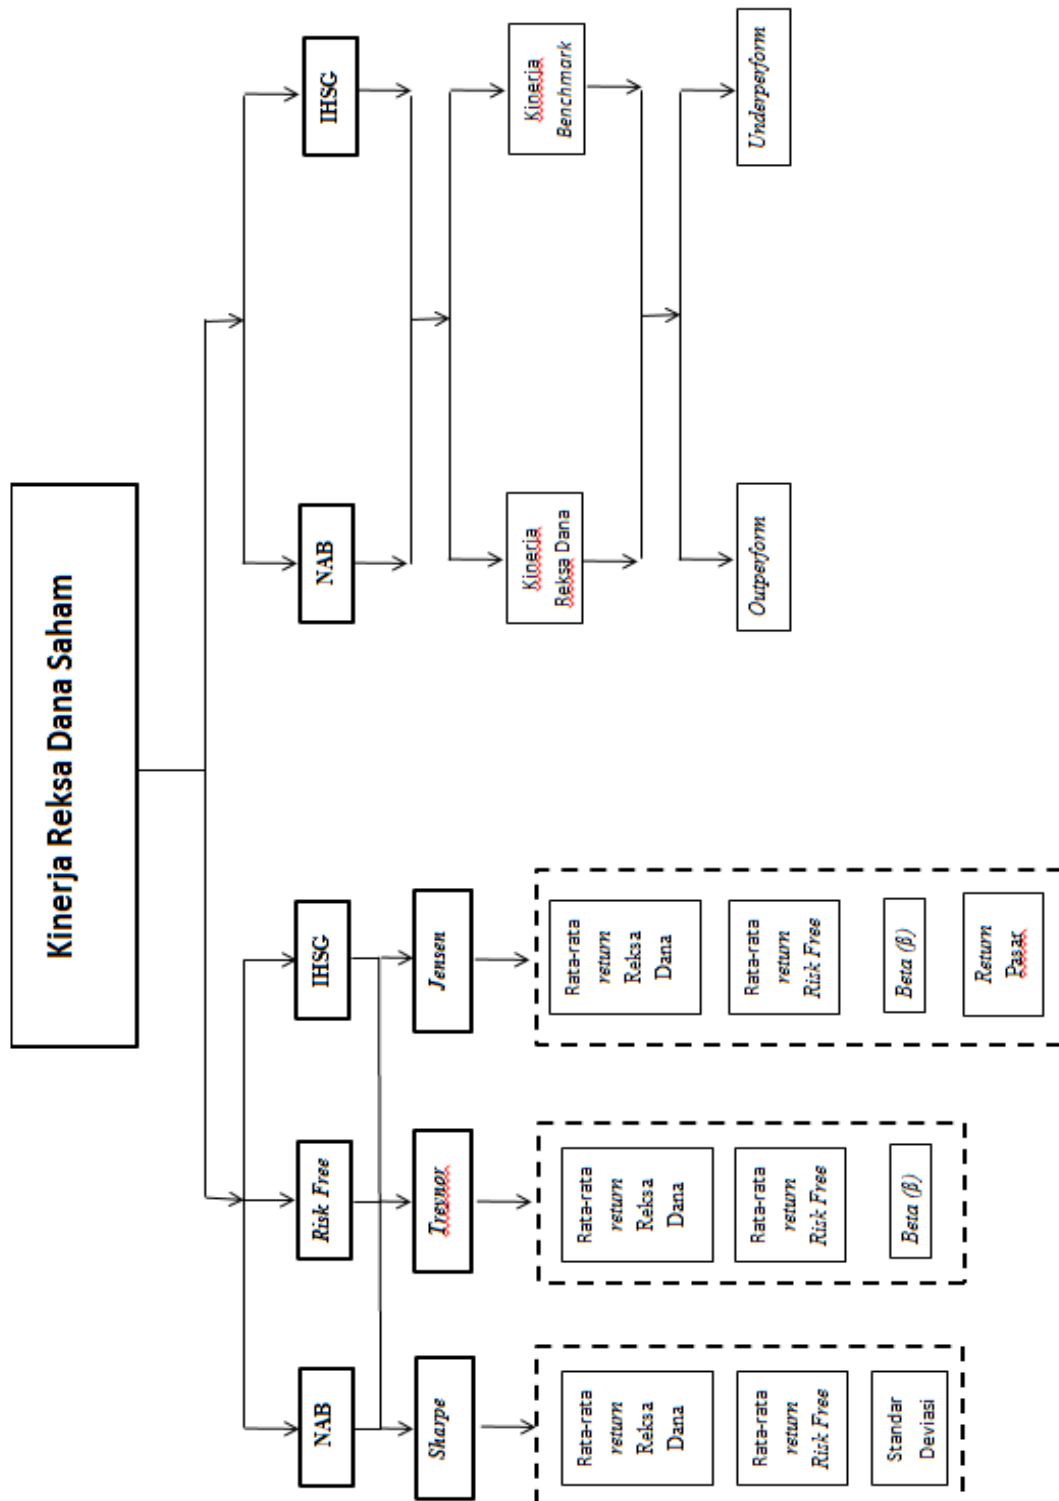 Kinerja Reksa Dana Saham
NAB
Risk Free
IHSG
Sharpe
Treynor
Jensen
Rata-rata
return
Reksa
Dana
Rata-rata
return
Risk Free
Standar
Deviasi
Rata-rata
return
Reksa
Dana
Rata-rata
return
Risk Free
Beta (β)
Rata-rata
return
Reksa
Dana
Rata-rata
return
Risk Free
Beta (β)
Return
Pasar
NAB
IHSG
Kinerja
Reksa Dana
Kinerja
Benchmark
Outperform
Underperform